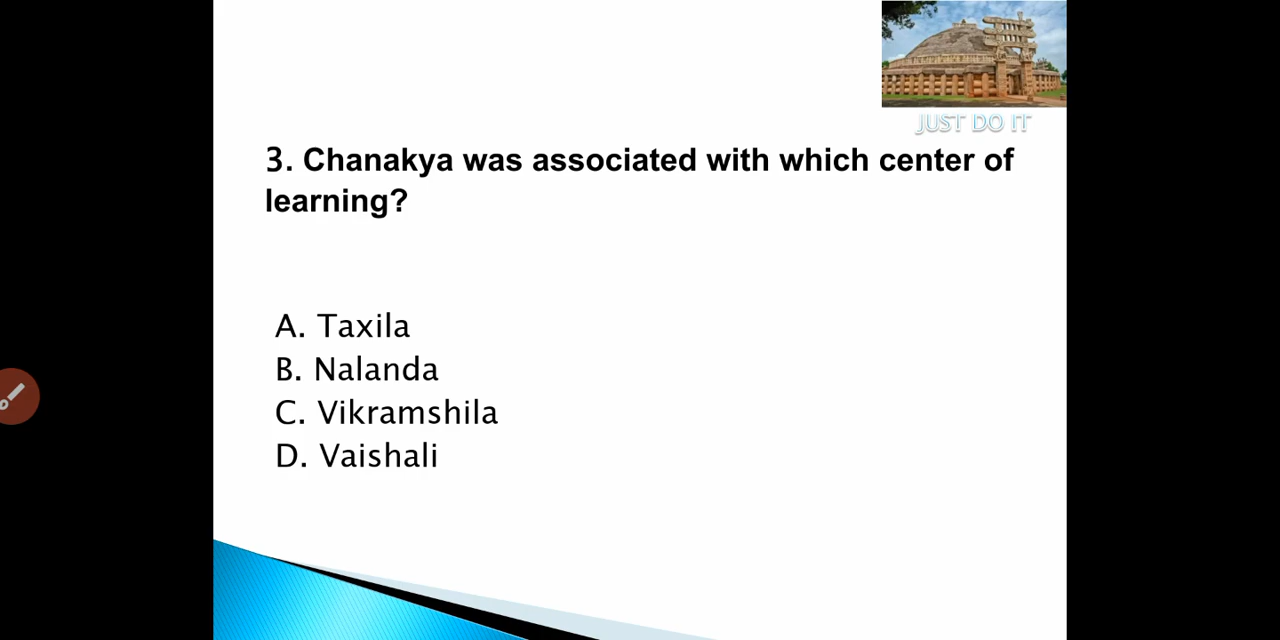 JUST DO IT
3. Chanakya was associated with which center of
learning?
A. Taxila
B. Nalanda
C. Vikramshila
D. Vaishali